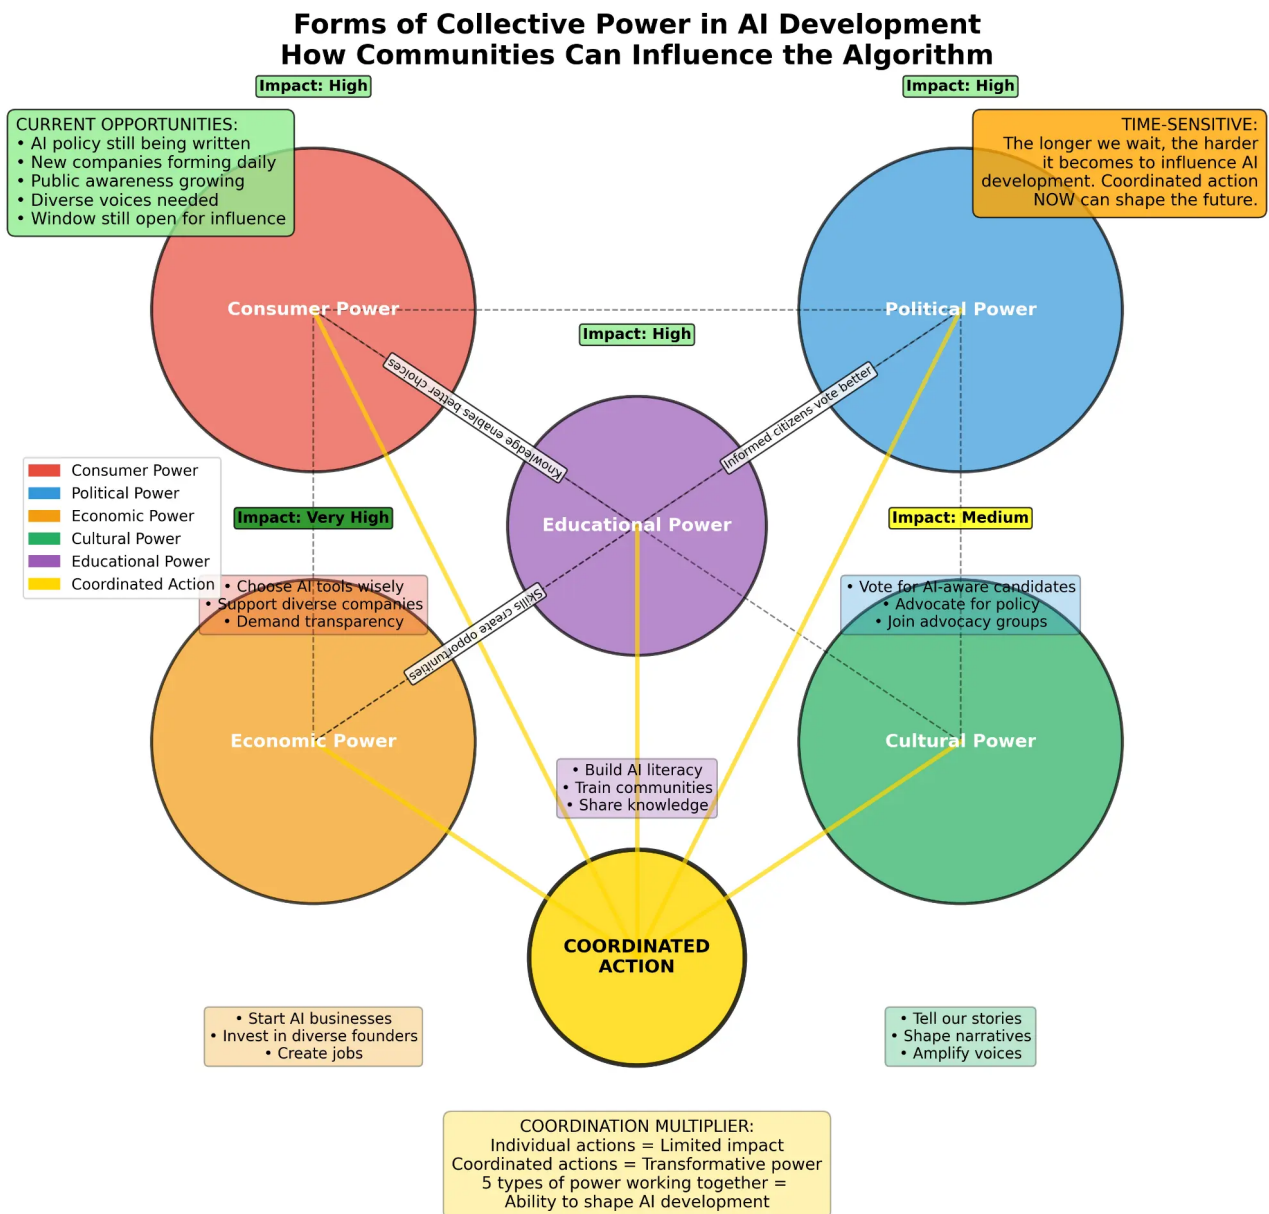 Forms of Collective Power in AI Development
How Communities Can Influence the Algorithm
Impact: High
Impact: High
CURRENT OPPORTUNITIES:
• AI policy still being written
• New companies forming daily
• Public awareness growing
• Diverse voices needed
• Window still open for influence
TIME-SENSITIVE:
The longer we wait, the harder
it becomes to influence AI
development. Coordinated action
NOW can shape the future.
Consumer Power
Political Power
Impact: High
Knowledge enables better choices
Informed citizens vote better
Consumer Power
Political Power
Economic Power
Cultural Power
Educational Power
Coordinated Action
Impact: Very High
Educational Power
Impact: Medium
• Choose AI tools wisely
• Support diverse companies
• Demand transparency
Skills create opportunities
• Vote for AI-aware candidates
• Advocate for policy
• Join advocacy groups
Economic Power
Cultural Power
• Build AI literacy
• Train communities
• Share knowledge
COORDINATED
ACTION
• Start AI businesses
• Invest in diverse founders
• Create jobs
• Tell our stories
• Shape narratives
• Amplify voices
COORDINATION MULTIPLIER:
Individual actions = Limited impact
Coordinated actions = Transformative power
5 types of power working together =
Ability to shape AI development